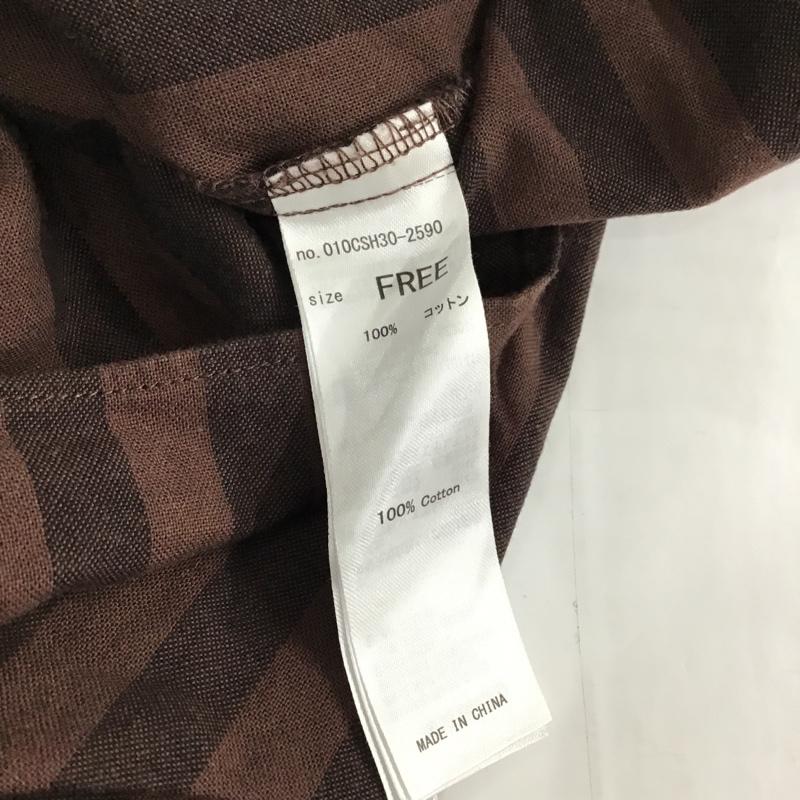 no.010CSH30-2590
size FREE
100% コットン
100% Cotton
MADE IN CHINA